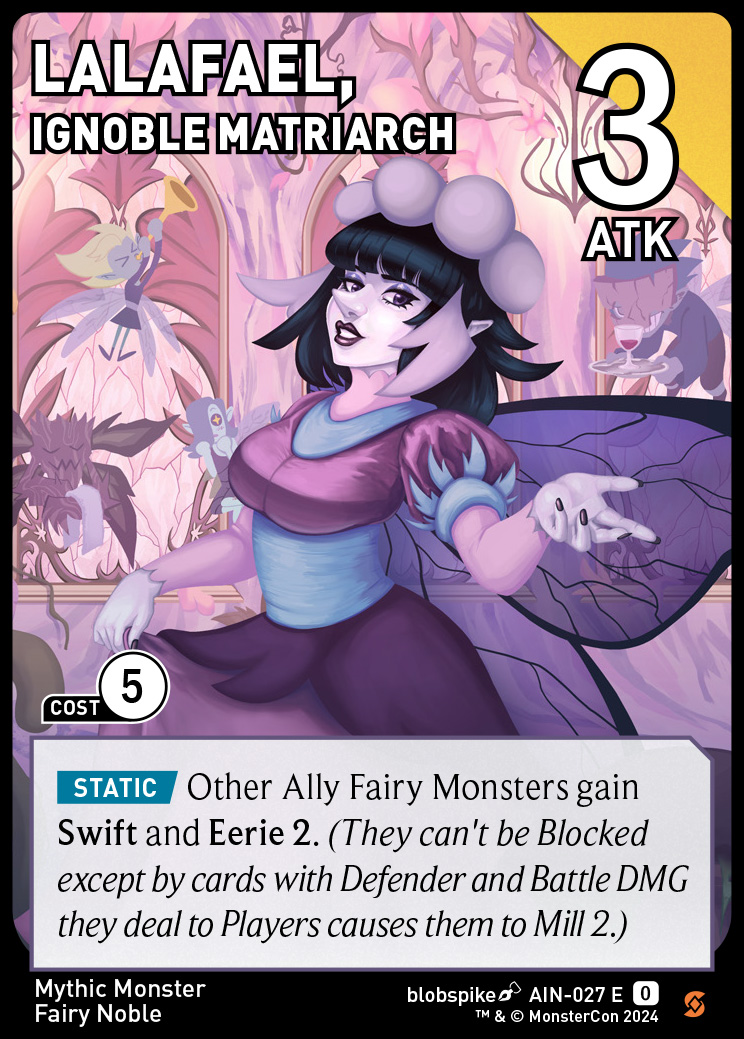 LALAFAEL,
IGNOBLE MATRIARCH
3
ATK
COST 5
STATIC Other Ally Fairy Monsters gain
Swift and Eerie 2. (They can't be Blocked
except by cards with Defender and Battle DMG
they deal to Players causes them to Mill 2.)
Mythic Monster
Fairy Noble
blobspike AIN-027 E 0
™ & © MonsterCon 2024